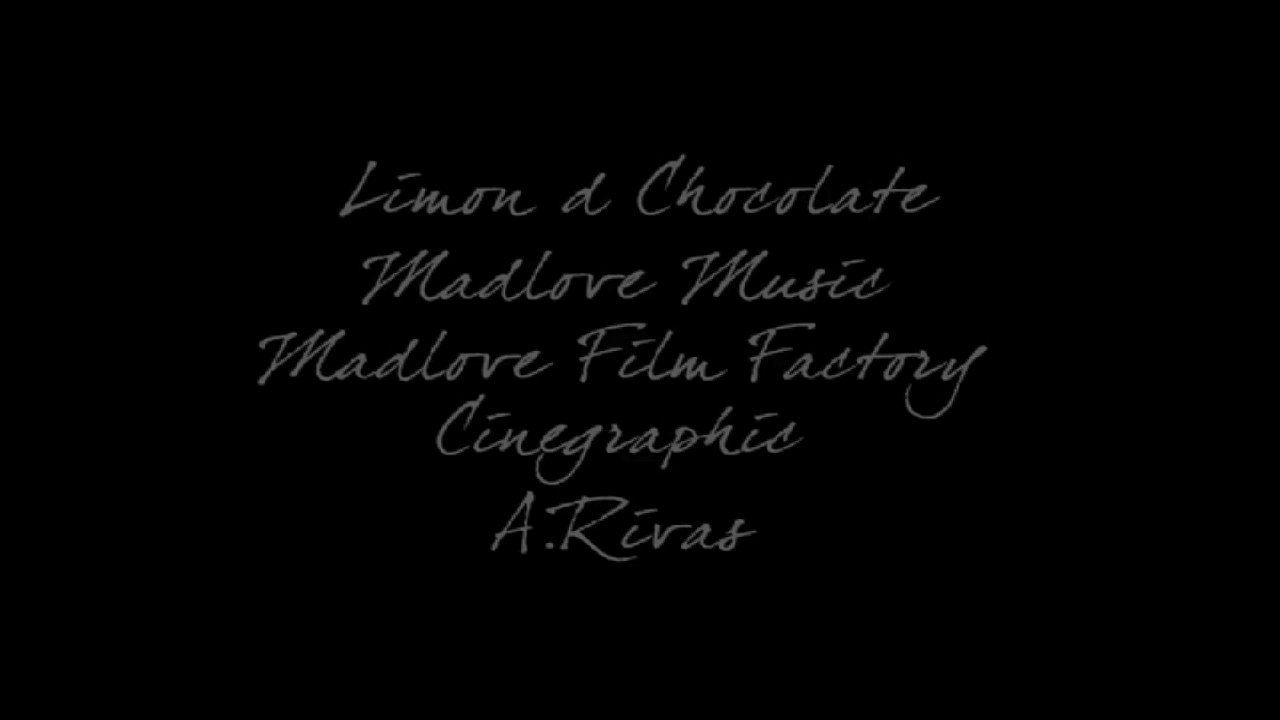 Limon d Chocolate
Madlove Music
Madlove Film Factory
Cinegraphic
A.Rivas